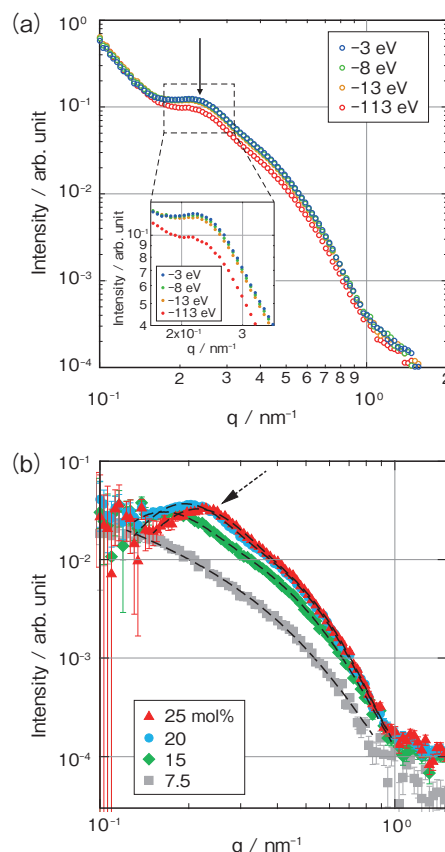 (a)
10⁰
10⁻¹
10⁻²
10⁻³
10⁻⁴
Intensity / arb. unit
−3 eV
−8 eV
−13 eV
−113 eV
Intensity / arb. unit
10⁻¹
9
8
7
6
5
4
−3 eV
−8 eV
−13 eV
−113 eV
2x10⁻¹
3
q / nm⁻¹
10⁻¹
2
3
4
5
6
7
8
9
10⁰
2
q / nm⁻¹
(b)
10⁻¹
10⁻²
10⁻³
10⁻⁴
Intensity / arb. unit
25 mol%
20
15
7.5
10⁻¹
10⁰
q / nm⁻¹